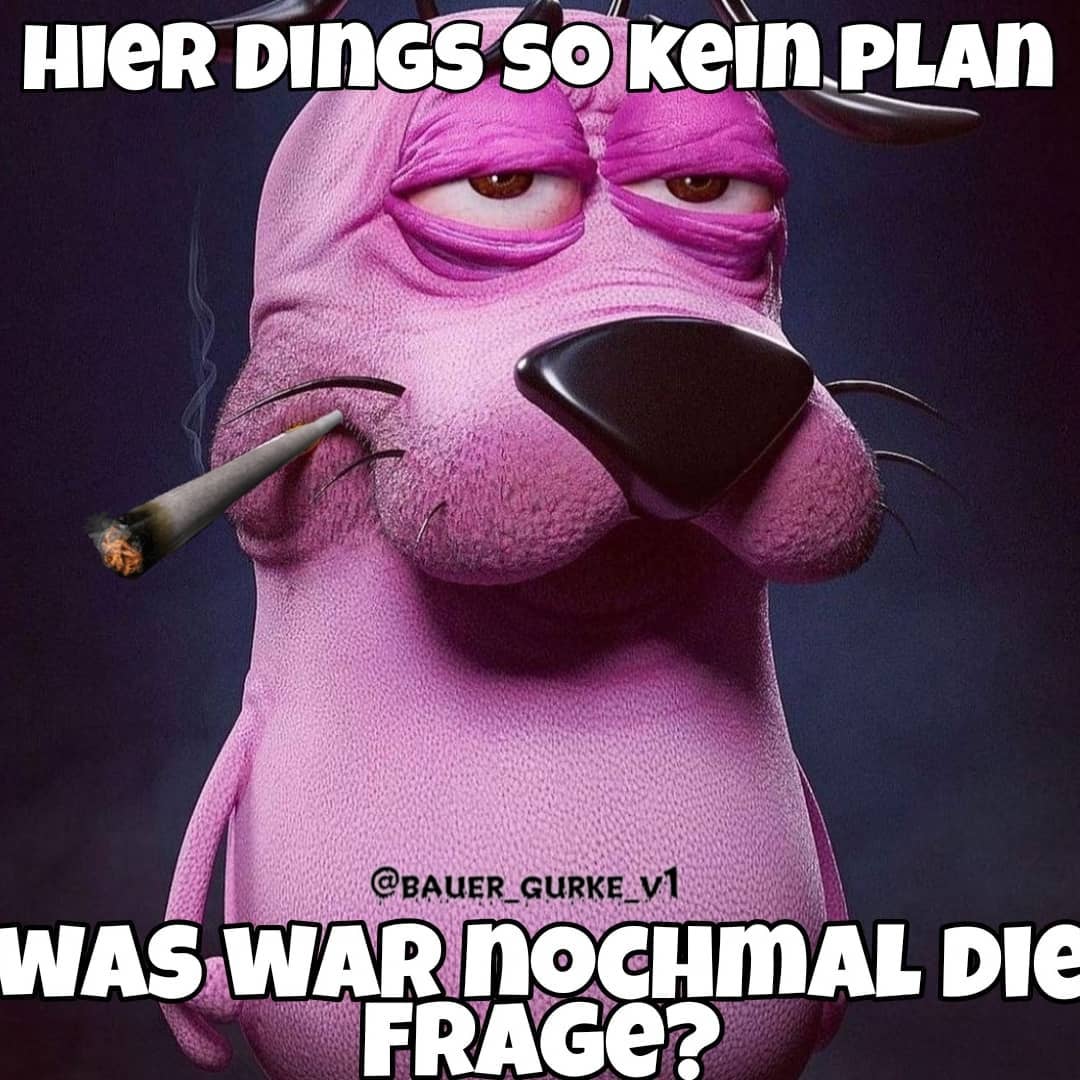 HIER DINGS SO KEIN PLAN
@BAUER_GURKE_V1
WAS WAR NOCHMAL DIE
FRAGE?